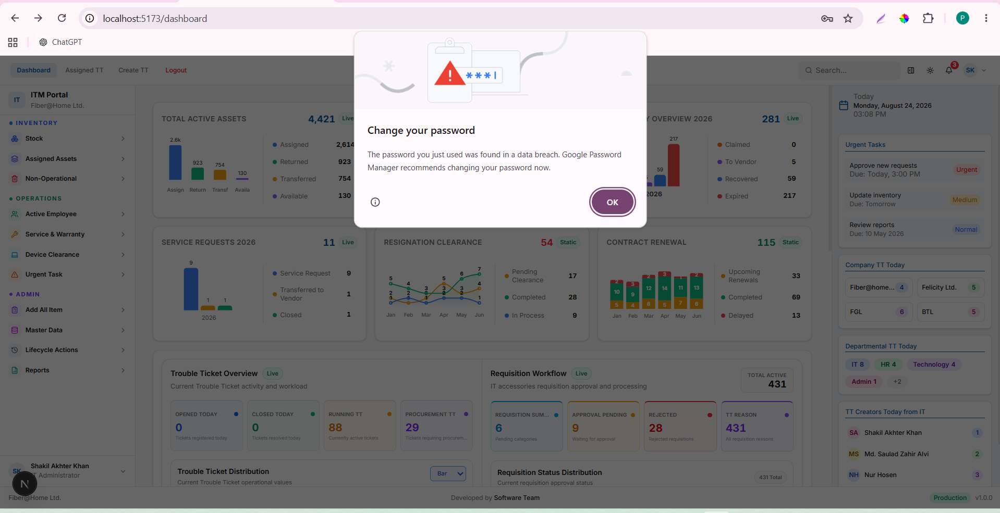 localhost:5173/dashboard
P
ChatGPT
Dashboard
Assigned TT
Create TT
Logout
Search...
3
SK
IT
ITM Portal
Fiber@Home Ltd.
INVENTORY
Stock
Assigned Assets
Non-Operational
OPERATIONS
Active Employee
Service & Warranty
Device Clearance
Urgent Task
ADMIN
Add All Item
Master Data
Lifecycle Actions
Reports
SK
Shakil Akhter Khan
IT Administrator
N
***|
Change your password
The password you just used was found in a data breach. Google Password
Manager recommends changing your password now.
OK
TOTAL ACTIVE ASSETS
4,421
Live
2.6k
923
754
130
Assign
Return
Transf
Availa
Assigned 2,614
Returned 923
Transferred 754
Available 130
Y OVERVIEW 2026
281
Live
217
59
2026
Claimed 0
To Vendor 5
Recovered 59
Expired 217
SERVICE REQUESTS 2026
11
Live
9
1
1
2026
Service Request 9
Transferred to
Vendor 1
Closed 1
RESIGNATION CLEARANCE
54
Static
5 4 3 5 6 7
2 2 3 3 4
1 1 1 2 2 1
Jan Feb Mar Apr May Jun
Pending
Clearance 17
Completed 28
In Process 9
CONTRACT RENEWAL
115
Static
2 3 2 3 1 2
10 9 12 14 11 13
5 4 6 5 7 6
Jan Feb Mar Apr May Jun
Upcoming
Renewals 33
Completed 69
Delayed 13
Trouble Ticket Overview
Live
Current Trouble Ticket activity and workload
OPENED TODAY
0
Tickets registered today
CLOSED TODAY
0
Tickets resolved today
RUNNING TT
88
Currently active tickets
PROCUREMENT TT
29
Tickets requiring procurem...
Trouble Ticket Distribution
Current Trouble Ticket operational values
Bar
Requisition Workflow
Live
IT accessories requisition approval and processing
TOTAL ACTIVE
431
REQUISITION SUM...
6
Pending categories
APPROVAL PENDING
9
Waiting for approval
REJECTED
28
Rejected requisitions
TT REASON
431
All requisition reasons
Requisition Status Distribution
Current requisition approval status
431 Total
Today
Monday, August 24, 2026
03:08 PM
Urgent Tasks
Approve new requests
Due: Today, 3:00 PM
Urgent
Update inventory
Due: Tomorrow
Medium
Review reports
Due: 10 May 2026
Normal
Company TT Today
Fiber@home... 4
Felicity Ltd. 5
FGL 6
BTL 5
Departmental TT Today
IT 8
HR 4
Technology 4
Admin 1
+2
TT Creators Today from IT
SA Shakil Akhter Khan 1
MS Md. Saulad Zahir Alvi 2
NH Nur Hosen 3
Fiber@Home Ltd.
Developed by Software Team
Production
v1.0.0